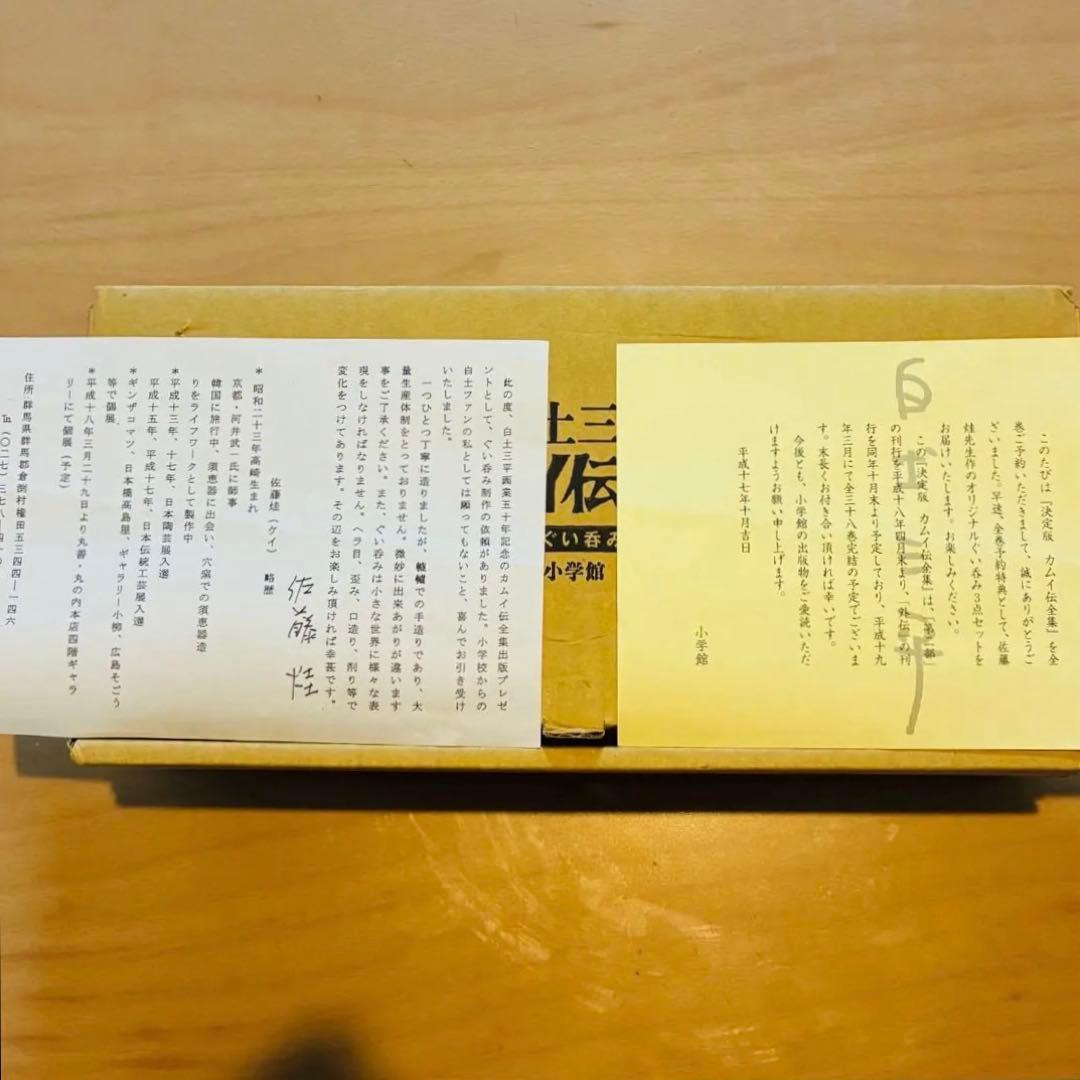 このたびは「決定版 カムイ伝全集」を全
巻ご予約いただきまして、誠にありがとうご
ざいました。早速、全巻予約特典として、佐藤
烓先生作のオリジナルぐい呑み3点セットを
お届けいたします。お楽しみください。
この「決定版 カムイ伝全集」は、「第二部」
の刊行を平成十八年四月末より、「外伝」の刊
行を同年十月末より予定しており、平成十九
年三月にて全三十八巻完結の予定でございま
す。末長くお付き合い頂ければ幸いです。
今後とも、小学館の出版物をご愛読いただ
けますようお願い申し上げます。
平成十七年十月吉日
小学館
白土三平
土三
伝
ぐい呑み
小学館
此の度、白土三平画業五十年記念のカムイ伝全集出版プレゼ
ントとして、ぐい呑み制作の依頼がありました。小学校からの
白土ファンの私としては願ってもないこと、喜んでお引き受け
いたしました。
一つひとつ丁寧に造りましたが、轆轤での手造りであり、大
量生産体制をとっておりません。微妙に出来あがりが違います
事をご了承ください。また、ぐい呑みは小さな世界に様々な表
現をしなければなりません。ヘラ目、歪み、口造り、削り等で
変化をつけてあります。その辺をお楽しみ頂ければ幸甚です。
佐藤烓
佐藤烓(ケイ) 略歴
*昭和二十三年高崎生まれ
京都・河井武一氏に師事
韓国に旅行中、須恵器に出会い、穴窯での須恵器造
りをライフワークとして製作中
*平成十三年、十七年、日本陶芸展入選
平成十五年、平成十七年、日本伝統工芸展入選
*ギンザコマツ、日本橋高島屋、ギャラリー小柳、広島そごう
等で個展
*平成十八年三月二十九日より丸善・丸の内本店四階ギャラ
リーにて個展(予定)
住所 群馬県群馬郡倉渕村権田五三四四ー一四六
℡(〇二七)三七八ー